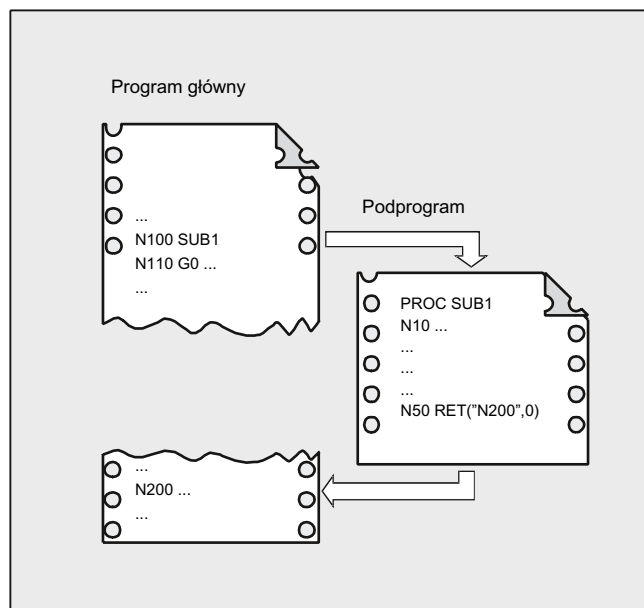 Program główny
...
N100 SUB1
N110 G0 ...
...
Podprogram
PROC SUB1
N10 ...
...
...
...
N50 RET("N200",0)
...
N200 ...
...